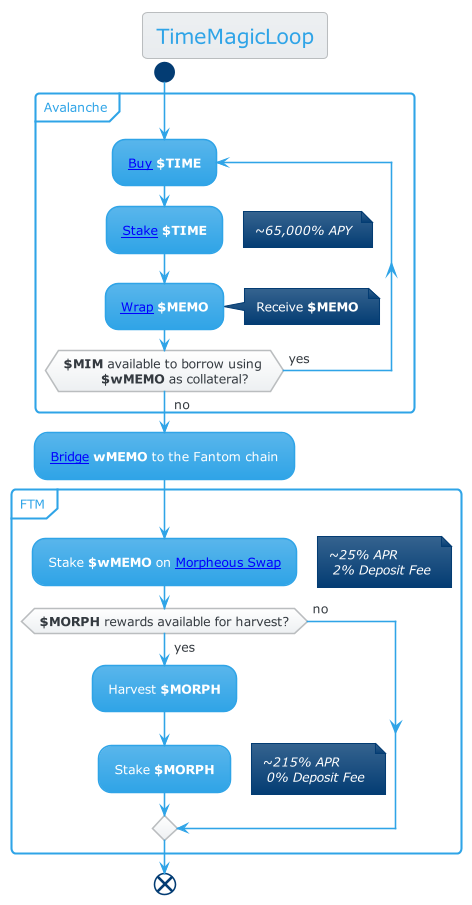 TimeMagicLoop
Avalanche
Buy $TIME
Stake $TIME
~65,000% APY
Wrap $MEMO
Receive $MEMO
$MIM available to borrow using
$wMEMO as collateral?
yes
no
Bridge wMEMO to the Fantom chain
FTM
Stake $wMEMO on Morpheous Swap
~25% APR
2% Deposit Fee
$MORPH rewards available for harvest?
no
yes
Harvest $MORPH
Stake $MORPH
~215% APR
0% Deposit Fee